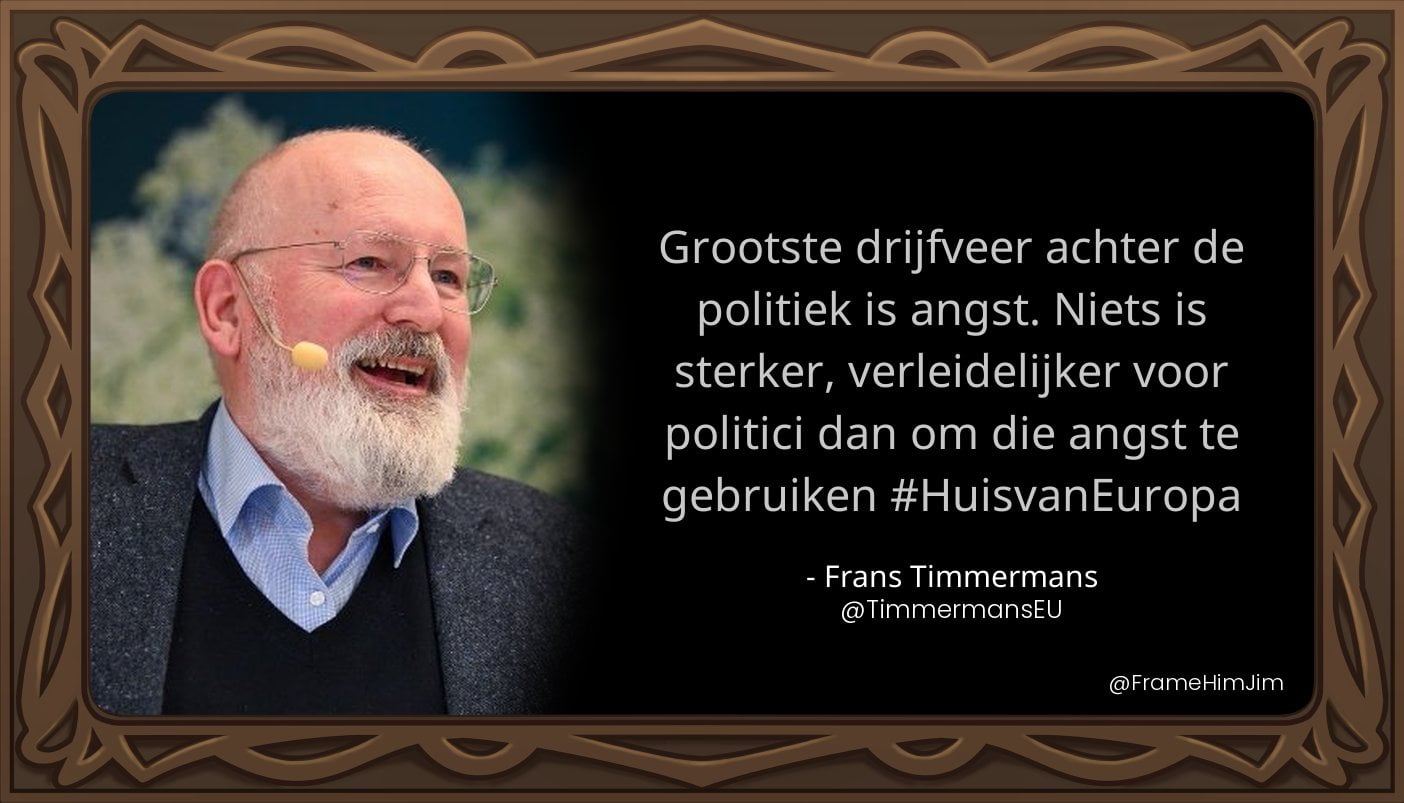 Grootste drijfveer achter de
politiek is angst. Niets is
sterker, verleidelijker voor
politici dan om die angst te
gebruiken #HuisvanEuropa
- Frans Timmermans
@TimmermansEU
@FrameHimJim